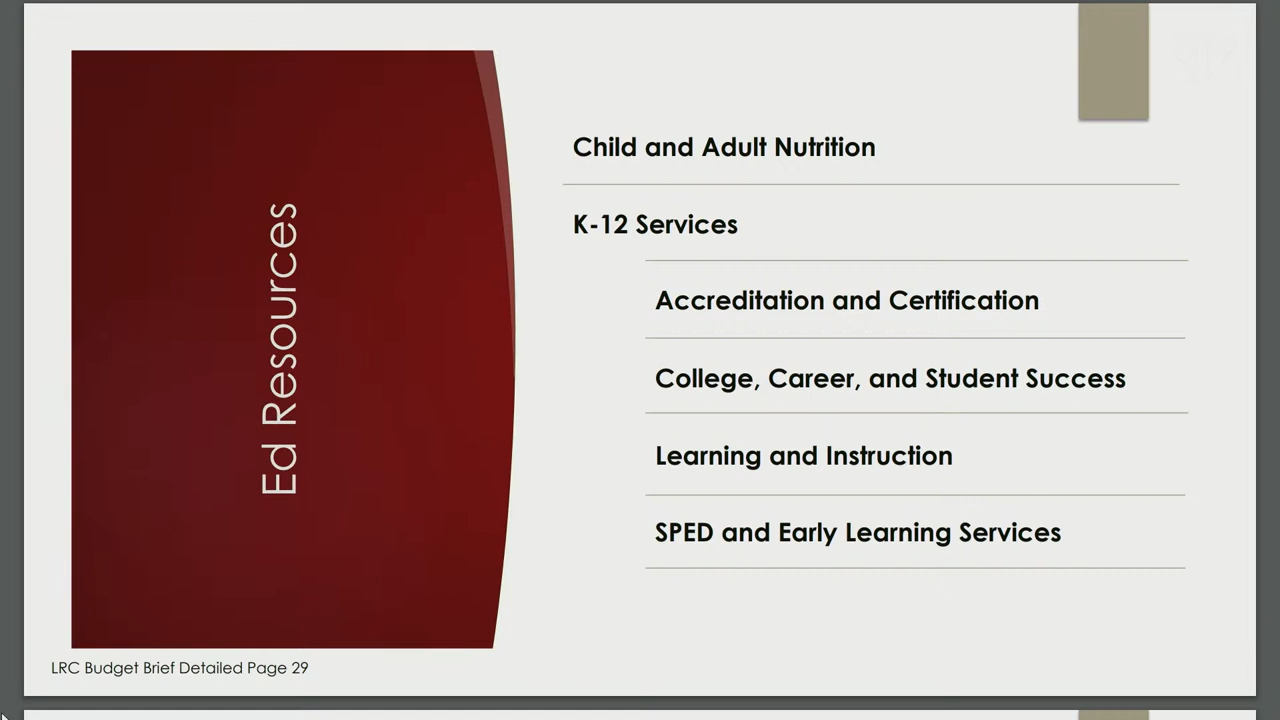 Ed Resources
Child and Adult Nutrition
K-12 Services
Accreditation and Certification
College, Career, and Student Success
Learning and Instruction
SPED and Early Learning Services
LRC Budget Brief Detailed Page 29